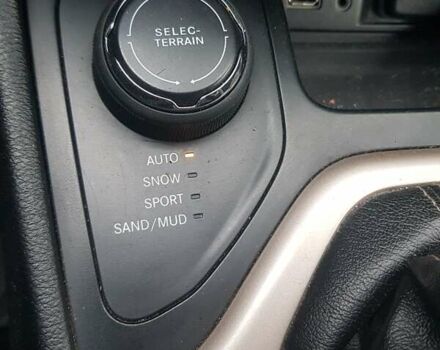 SELEC-
TERRAIN
AUTO
SNOW
SPORT
SAND/MUD